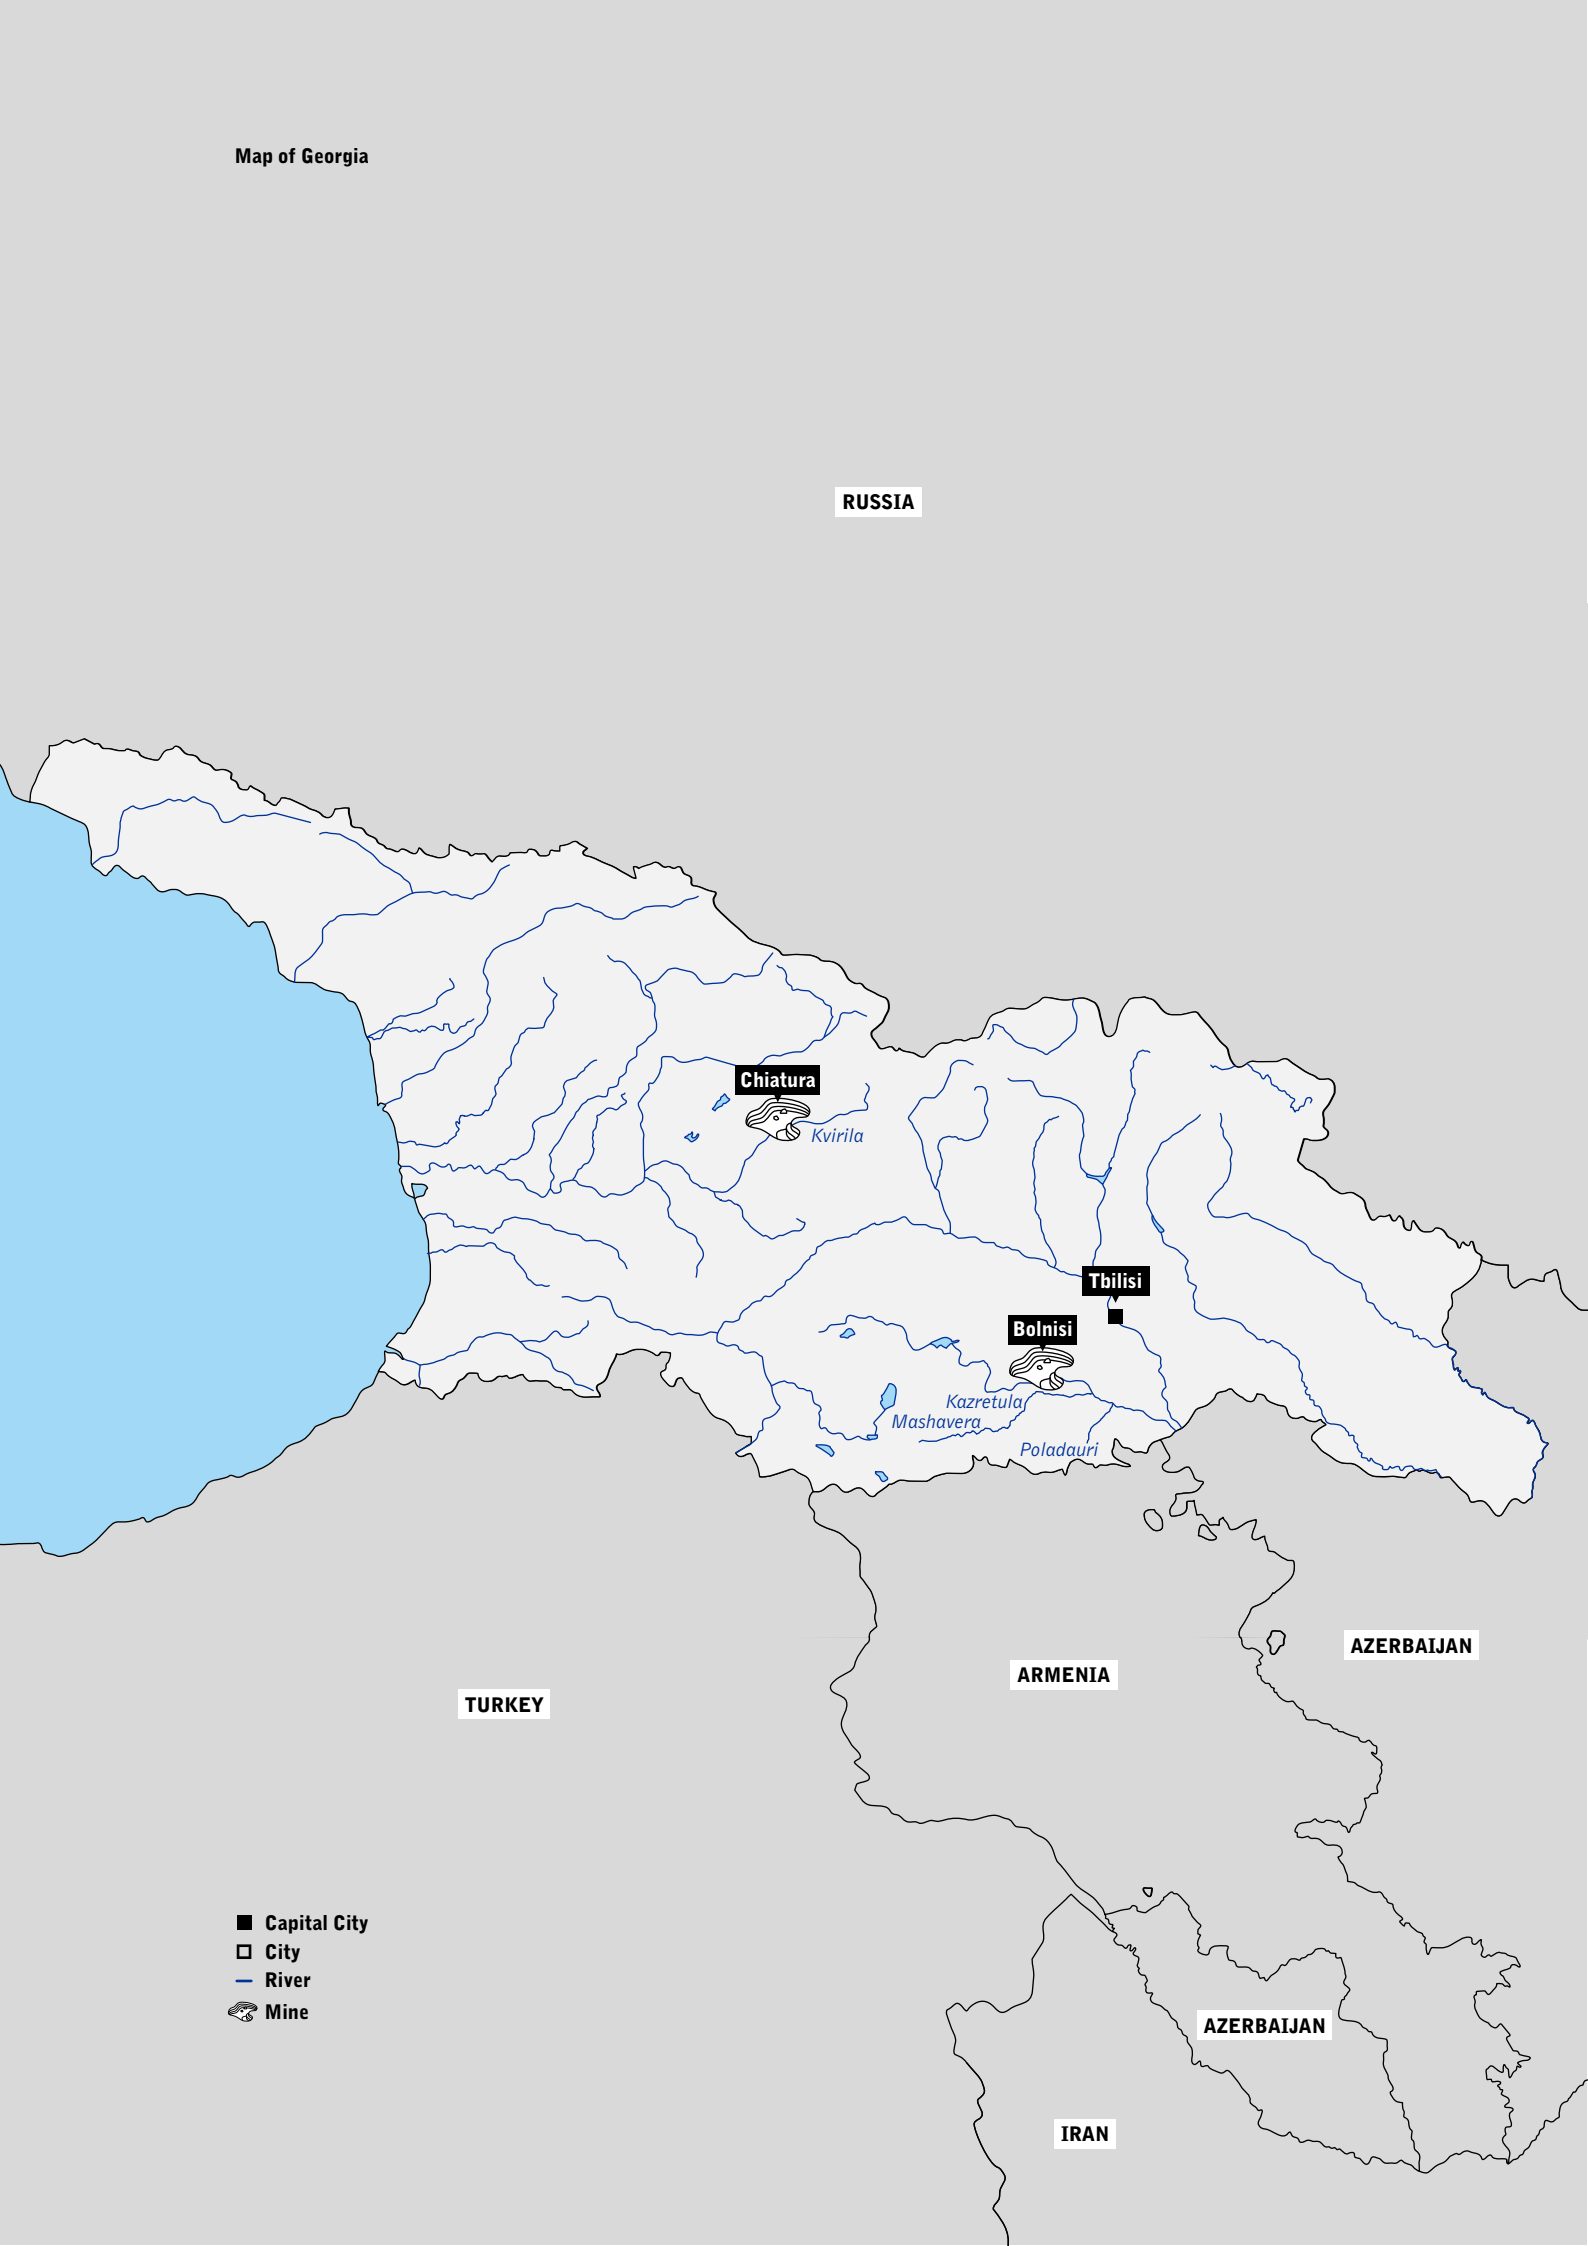 Map of Georgia
RUSSIA
Chiatura
Kvirila
Tbilisi
Bolnisi
Kazretula
Mashavera
Poladauri
AZERBAIJAN
ARMENIA
TURKEY
Capital City
City
River
Mine
AZERBAIJAN
IRAN